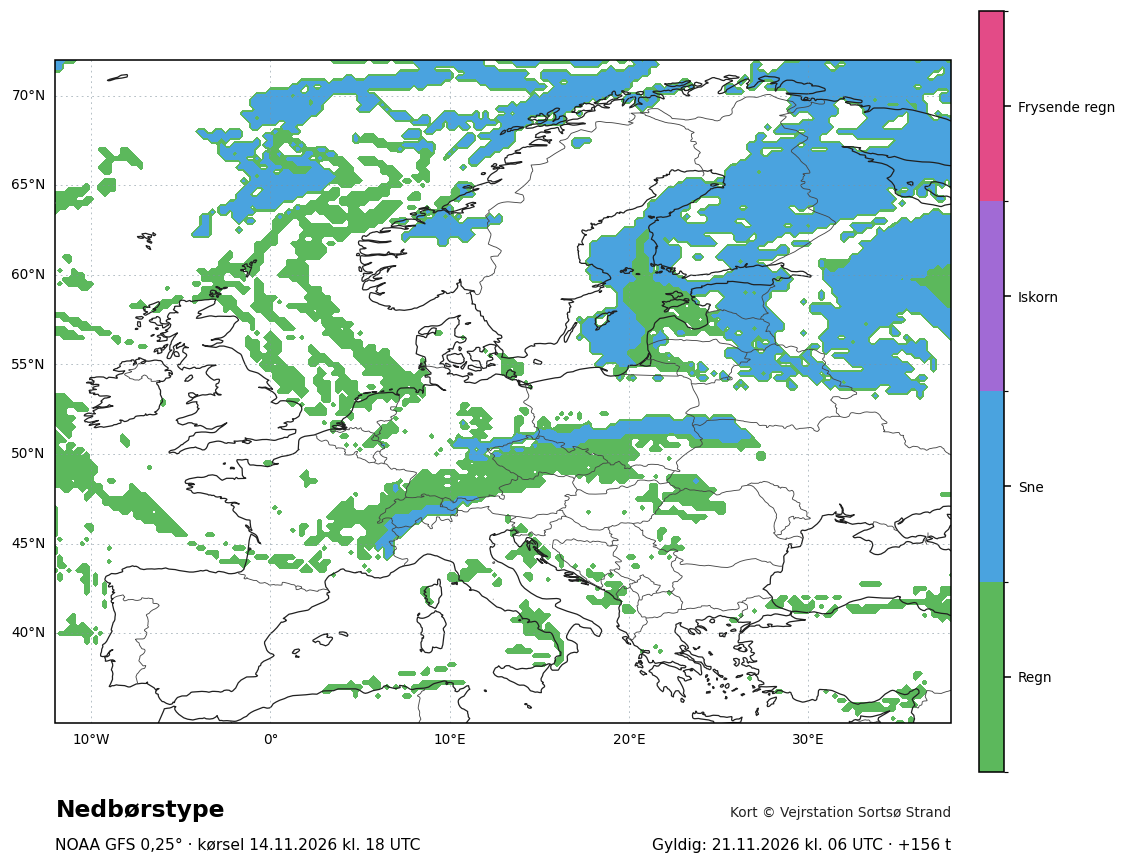 Frysende regn
Iskorn
Sne
Regn
70°N
65°N
60°N
55°N
50°N
45°N
40°N
10°W
0°
10°E
20°E
30°E
Nedbørstype
Kort © Vejrstation Sortsø Strand
NOAA GFS 0,25° · kørsel 14.11.2026 kl. 18 UTC
Gyldig: 21.11.2026 kl. 06 UTC · +156 t